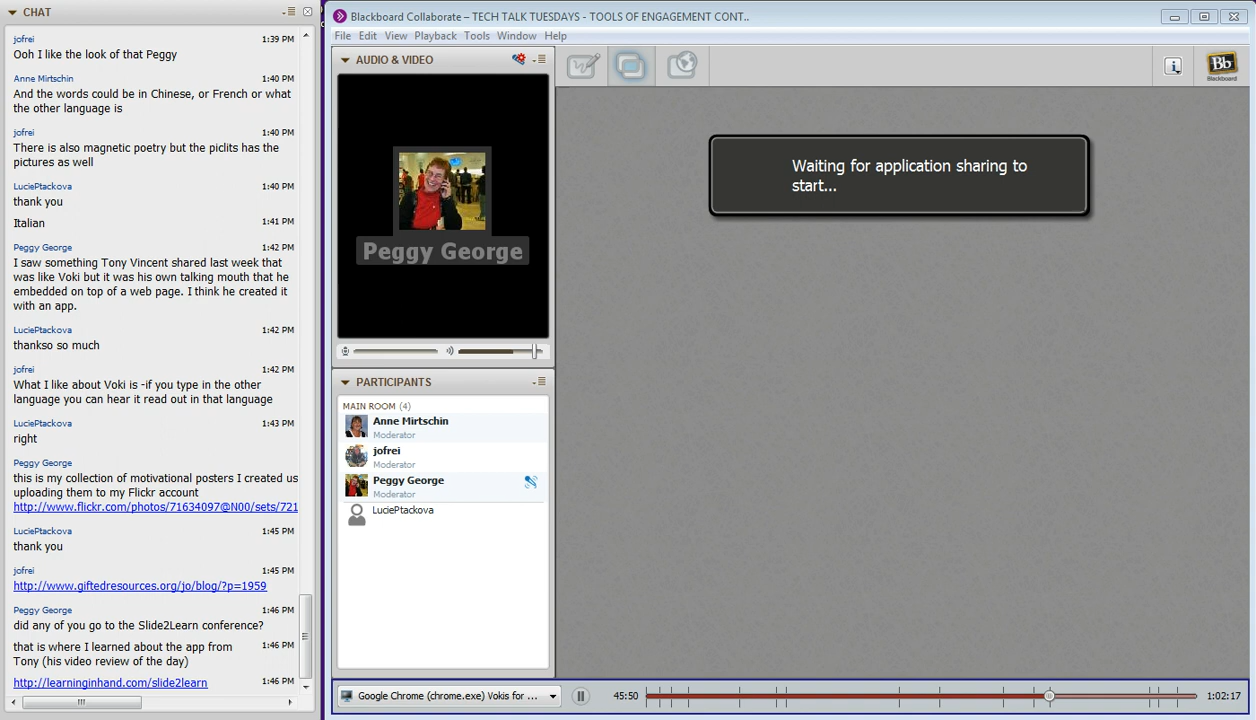 CHAT
jofrei 1:39 PM
Ooh I like the look of that Peggy
Anne Mirtschin 1:40 PM
And the words could be in Chinese, or French or what
the other language is
jofrei 1:40 PM
There is also magnetic poetry but the piclits has the
pictures as well
LuciePtackova 1:40 PM
thank you
Italian 1:41 PM
Peggy George 1:42 PM
I saw something Tony Vincent shared last week that
was like Voki but it was his own talking mouth that he
embedded on top of a web page. I think he created it
with an app.
LuciePtackova 1:42 PM
thankso so much
jofrei 1:42 PM
What I like about Voki is -if you type in the other
language you can hear it read out in that language
LuciePtackova 1:43 PM
right
Peggy George
this is my collection of motivational posters I created us
uploading them to my Flickr account
http://www.flickr.com/photos/71634097@N00/sets/721
LuciePtackova 1:45 PM
thank you
jofrei 1:45 PM
http://www.giftedresources.org/jo/blog/?p=1959
Peggy George 1:46 PM
did any of you go to the Slide2Learn conference?
that is where I learned about the app from 1:46 PM
Tony (his video review of the day)
http://learninginhand.com/slide2learn 1:46 PM
Blackboard Collaborate – TECH TALK TUESDAYS - TOOLS OF ENGAGEMENT CONT..
File Edit View Playback Tools Window Help
AUDIO & VIDEO
Peggy George
PARTICIPANTS
MAIN ROOM (4)
Anne Mirtschin
Moderator
jofrei
Moderator
Peggy George
Moderator
LuciePtackova
i
Bb
Blackboard
Waiting for application sharing to
start...
Google Chrome (chrome.exe) Vokis for ...
45:50
1:02:17